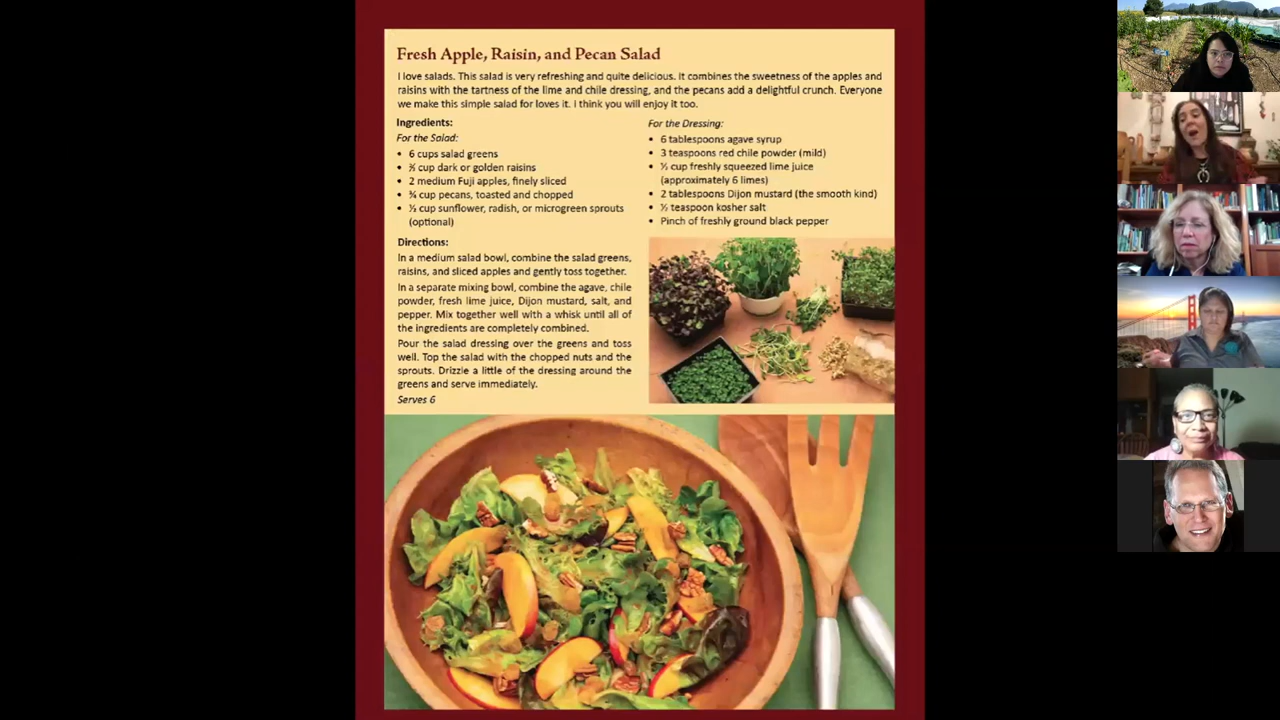 Fresh Apple, Raisin, and Pecan Salad
I love salads. This salad is very refreshing and quite delicious. It combines the sweetness of the apples and
raisins with the tartness of the lime and chile dressing, and the pecans add a delightful crunch. Everyone
we make this simple salad for loves it. I think you will enjoy it too.
Ingredients:
For the Salad:
• 6 cups salad greens
• cup dark or golden raisins
• 2 medium Fuji apples, finely sliced
• ¾ cup pecans, toasted and chopped
• cup sunflower, radish, or microgreen sprouts
(optional)
Directions:
In a medium salad bowl, combine the salad greens,
raisins, and sliced apples and gently toss together.
In a separate mixing bowl, combine the agave, chile
powder, fresh lime juice, Dijon mustard, salt, and
pepper. Mix together well with a whisk until all of
the ingredients are completely combined.
Pour the salad dressing over the greens and toss
well. Top the salad with the chopped nuts and the
sprouts. Drizzle a little of the dressing around the
greens and serve immediately.
Serves 6
For the Dressing:
• 6 tablespoons agave syrup
• 3 teaspoons red chile powder (mild)
• cup freshly squeezed lime juice
(approximately 6 limes)
• 2 tablespoons Dijon mustard (the smooth kind)
• ½ teaspoon kosher salt
• Pinch of freshly ground black pepper